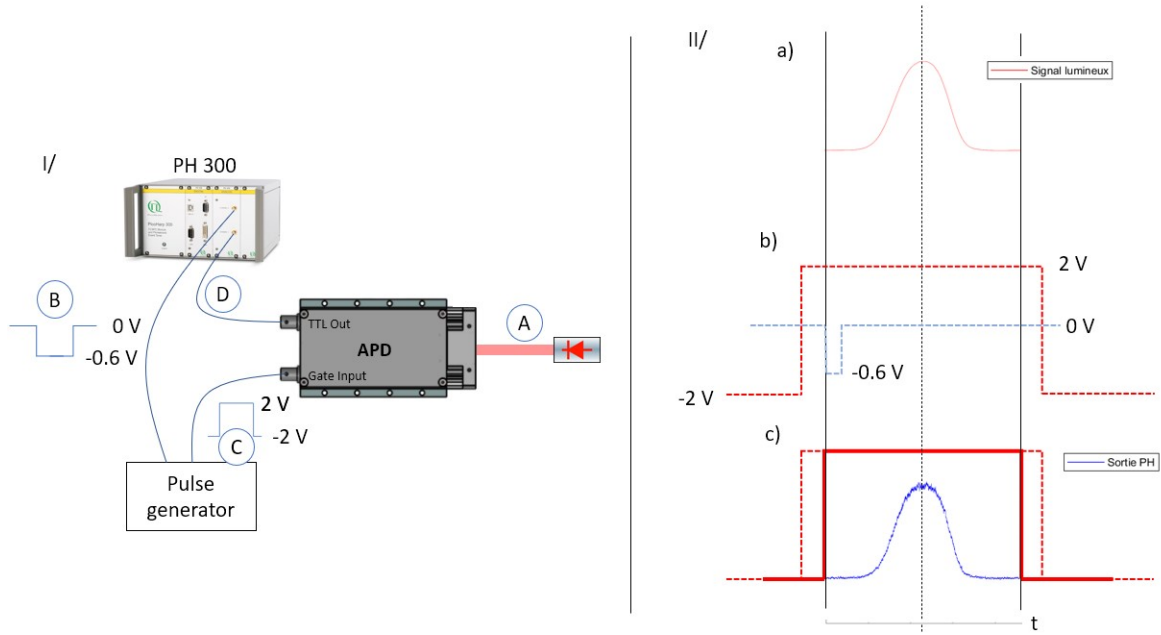 I/
PH 300
B
0 V
-0.6 V
D
TTL Out
APD
Gate Input
A
2 V
-2 V
C
Pulse
generator
II/
a)
Signal lumineux
b)
2 V
0 V
-0.6 V
-2 V
c)
Sortie PH
t